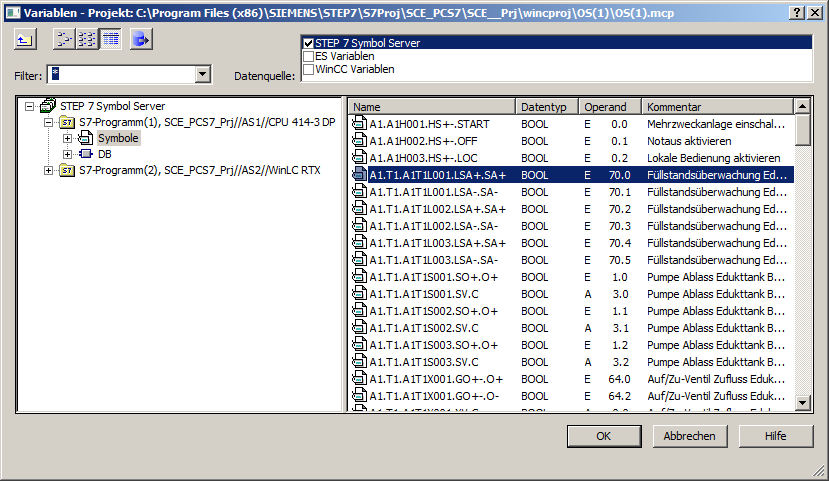 Variablen - Projekt: C:\Program Files (x86)\SIEMENS\STEP7\S7Proj\SCE_PCS7\SCE__Prj\wincproj\OS(1)\OS(1).mcp
Filter: *
Datenquelle:
STEP 7 Symbol Server
ES Variablen
WinCC Variablen
STEP 7 Symbol Server
S7-Programm(1), SCE_PCS7_Prj//AS1//CPU 414-3 DP
Symbole
DB
S7-Programm(2), SCE_PCS7_Prj//AS2//WinLC RTX
Name Datentyp Operand Kommentar
A1.A1H001.HS+-.START BOOL E 0.0 Mehrzweckanlage einschal...
A1.A1H002.HS+-.OFF BOOL E 0.1 Notaus aktivieren
A1.A1H003.HS+-.LOC BOOL E 0.2 Lokale Bedienung aktivieren
A1.T1.A1T1L001.LSA+.SA+ BOOL E 70.0 Füllstandsüberwachung Ed...
A1.T1.A1T1L001.LSA-.SA- BOOL E 70.1 Füllstandsüberwachung Ed...
A1.T1.A1T1L002.LSA+.SA+ BOOL E 70.2 Füllstandsüberwachung Ed...
A1.T1.A1T1L002.LSA-.SA- BOOL E 70.3 Füllstandsüberwachung Ed...
A1.T1.A1T1L003.LSA+.SA+ BOOL E 70.4 Füllstandsüberwachung Ed...
A1.T1.A1T1L003.LSA-.SA- BOOL E 70.5 Füllstandsüberwachung Ed...
A1.T1.A1T1S001.SO+.O+ BOOL E 1.0 Pumpe Ablass Edukttank B...
A1.T1.A1T1S001.SV.C BOOL A 3.0 Pumpe Ablass Edukttank B...
A1.T1.A1T1S002.SO+.O+ BOOL E 1.1 Pumpe Ablass Edukttank B...
A1.T1.A1T1S002.SV.C BOOL A 3.1 Pumpe Ablass Edukttank B...
A1.T1.A1T1S003.SO+.O+ BOOL E 1.2 Pumpe Ablass Edukttank B...
A1.T1.A1T1S003.SV.C BOOL A 3.2 Pumpe Ablass Edukttank B...
A1.T1.A1T1X001.GO+-.O+ BOOL E 64.0 Auf/Zu-Ventil Zufluss Eduk...
A1.T1.A1T1X001.GO+-.O- BOOL E 64.2 Auf/Zu-Ventil Zufluss Eduk...
OK Abbrechen Hilfe